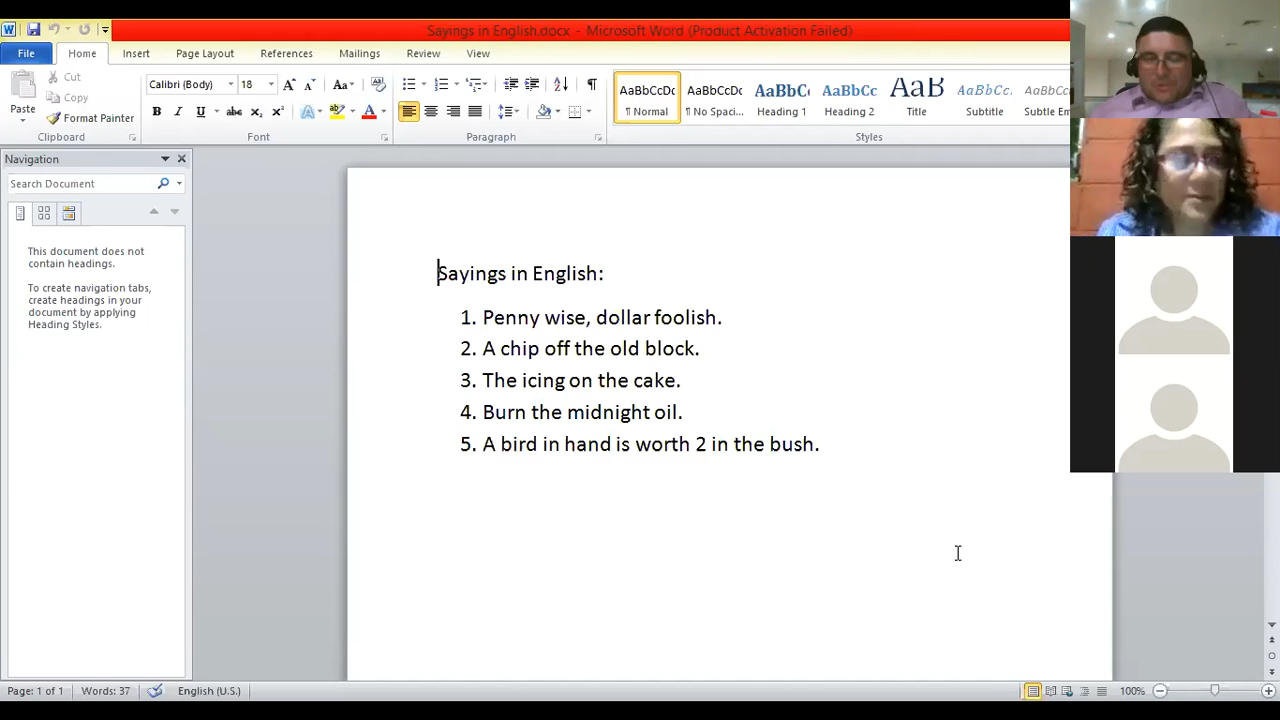 Sayings in English.docx - Microsoft Word (Product Activation Failed)
File Home Insert Page Layout References Mailings Review View
Paste
Cut
Copy
Format Painter
Clipboard
Calibri (Body) 18
Font
Paragraph
AaBbCcDc AaBbCcDc AaBbC AaBbCc AaB AaBbCc. AaBbCc
¶ Normal ¶ No Spaci... Heading 1 Heading 2 Title Subtitle Subtle Em
Styles
Navigation
Search Document
This document does not
contain headings.
To create navigation tabs,
create headings in your
document by applying
Heading Styles.
Sayings in English:
1. Penny wise, dollar foolish.
2. A chip off the old block.
3. The icing on the cake.
4. Burn the midnight oil.
5. A bird in hand is worth 2 in the bush.
Page: 1 of 1 Words: 37 English (U.S.) 100%